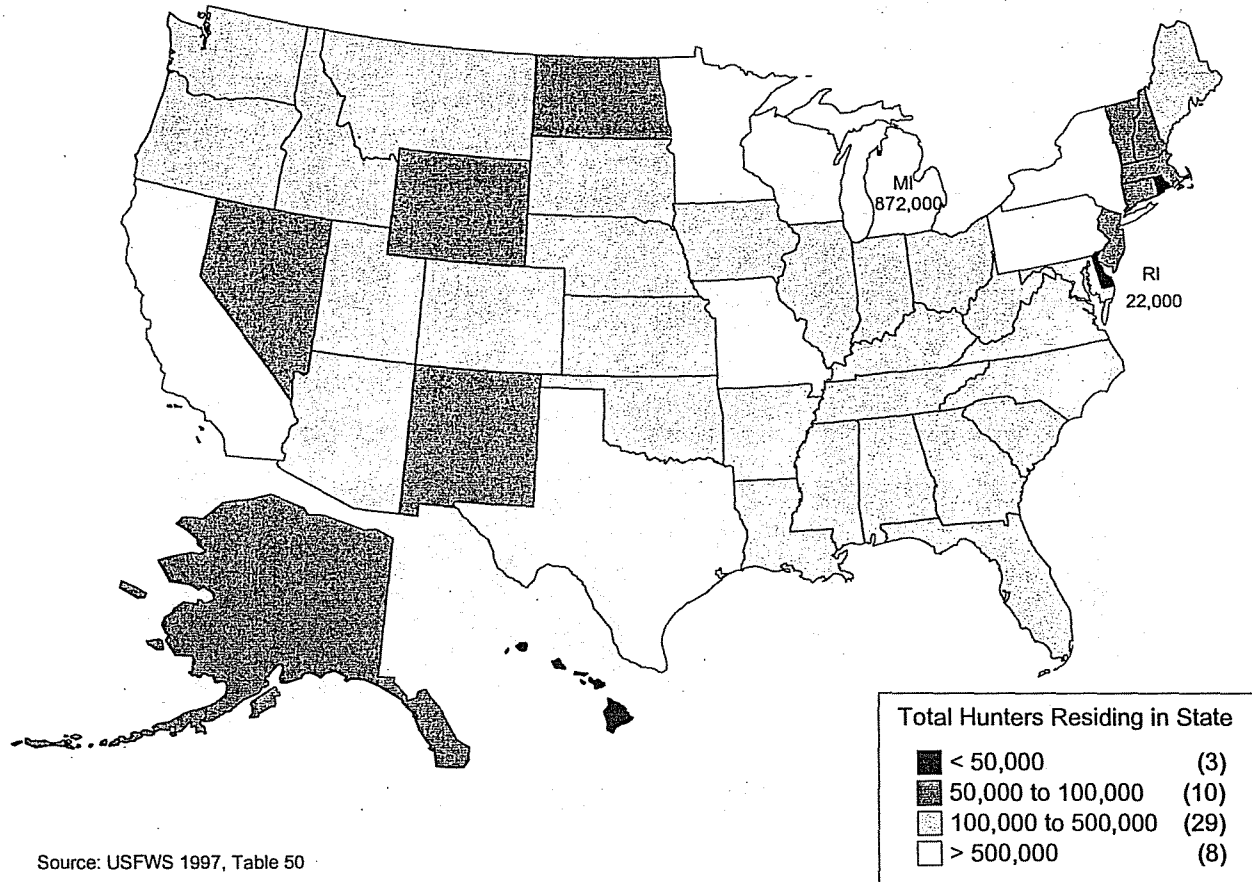 MI
872,000
RI
22,000
Total Hunters Residing in State
< 50,000 (3)
50,000 to 100,000 (10)
100,000 to 500,000 (29)
> 500,000 (8)
Source: USFWS 1997, Table 50